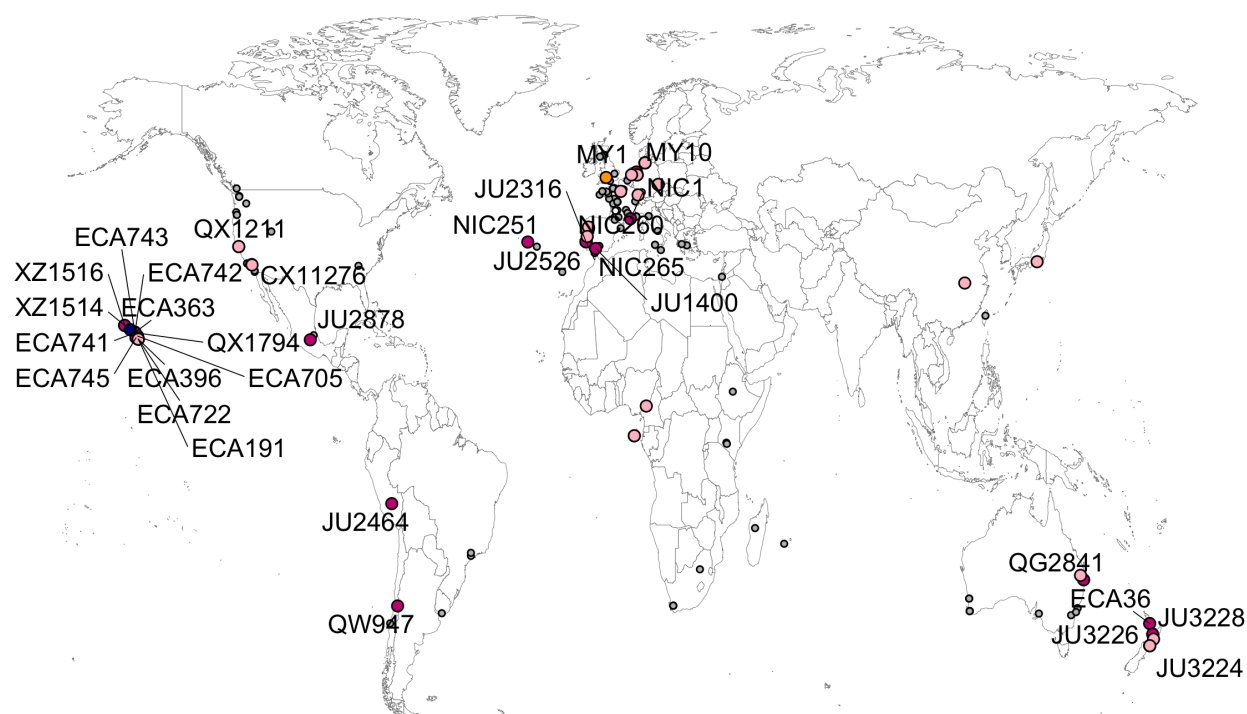 MY1
MY10
JU2316
NIC1
NIC251
NIC260
QX1211
ECA743
JU2526
NIC265
XZ1516
ECA742
CX11276
JU1400
XZ1514
ECA363
JU2878
ECA741
QX1794
ECA745
ECA396
ECA705
ECA722
ECA191
JU2464
QG2841
ECA36
QW947
JU3228
JU3226
JU3224